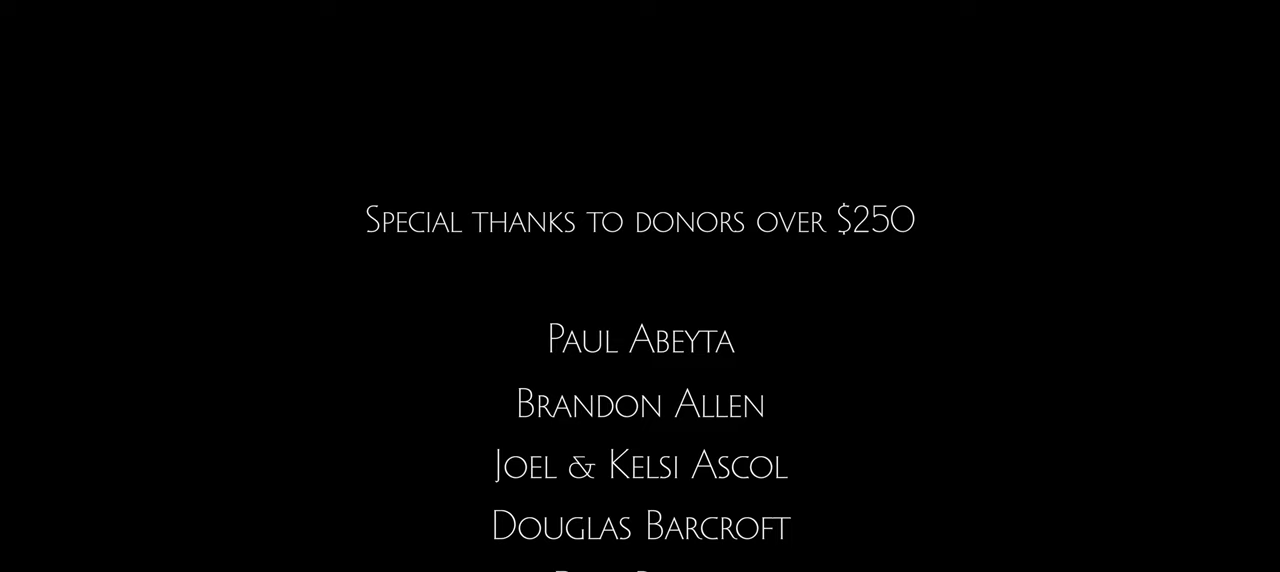 Special thanks to donors over $250
Paul Abeyta
Brandon Allen
Joel & Kelsi Ascol
Douglas Barcroft